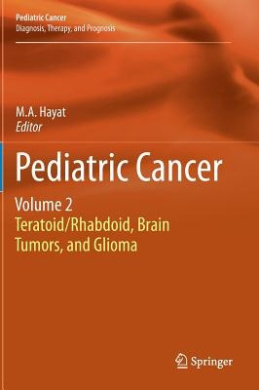 Pediatric Cancer
Diagnosis, Therapy, and Prognosis
M.A. Hayat
Editor
Pediatric Cancer
Volume 2
Teratoid/Rhabdoid, Brain
Tumors, and Glioma
Springer